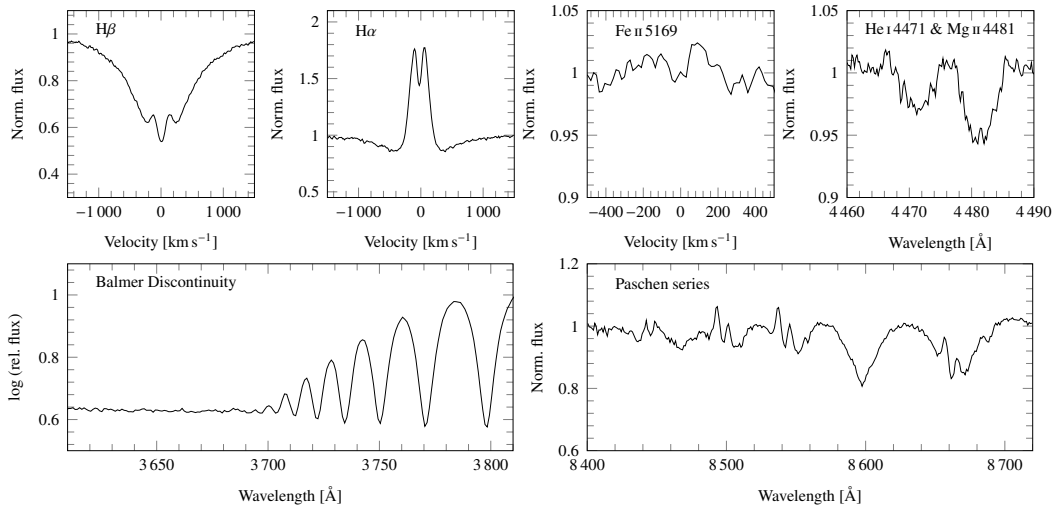 Hβ
Norm. flux
1
0.8
0.6
0.4
−1 000
0
1 000
Velocity [km s−1]
Hα
Norm. flux
2
1.5
1
0.5
−1 000
0
1 000
Velocity [km s−1]
Fe II 5169
Norm. flux
1.05
1
0.95
0.9
−400
−200
0
200
400
Velocity [km s−1]
He I 4471 & Mg II 4481
Norm. flux
1.05
1
0.95
0.9
4 460
4 470
4 480
4 490
Wavelength [Å]
Balmer Discontinuity
log (rel. flux)
1
0.8
0.6
3 650
3 700
3 750
3 800
Wavelength [Å]
Paschen series
Norm. flux
1.2
1
0.8
0.6
8 400
8 500
8 600
8 700
Wavelength [Å]